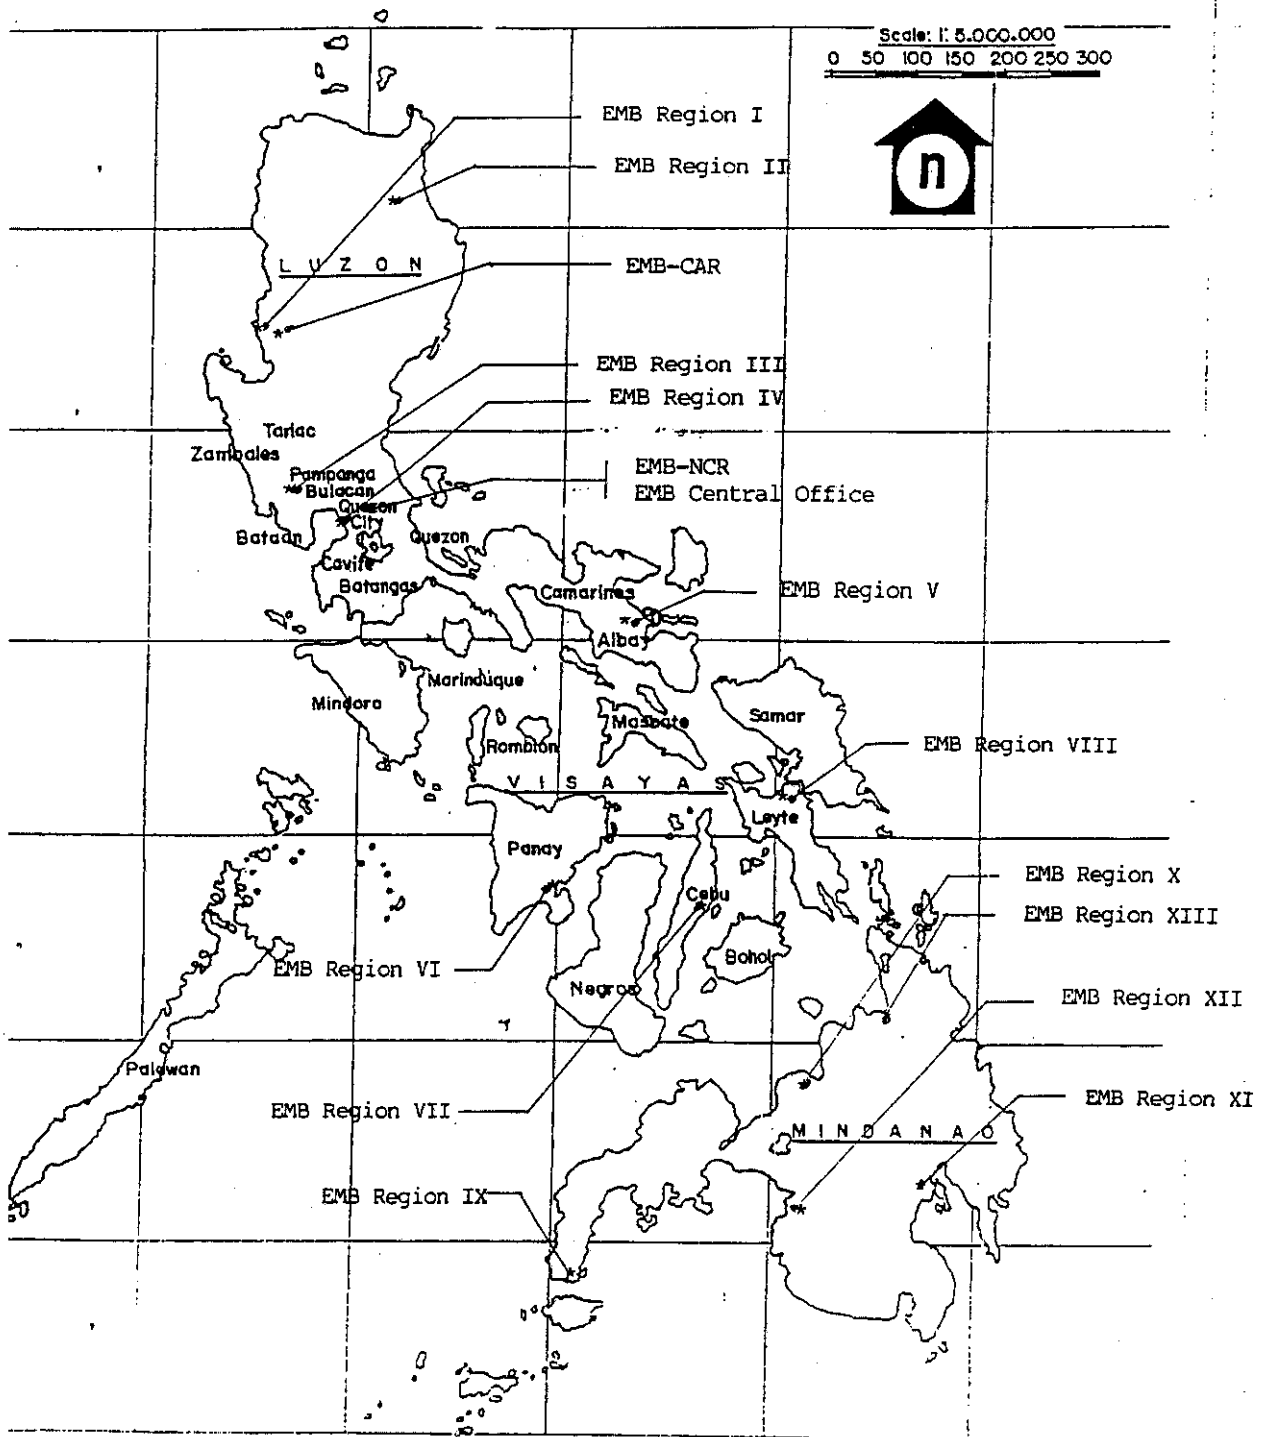 Scale: 1: 5.000.000
0 50 100 150 200 250 300
n
EMB Region I
EMB Region II
LUZON
EMB-CAR
EMB Region III
EMB Region IV
Tarlac
Zambales
EMB-NCR
EMB Central Office
Pampanga
Bulacan
Quezon
City
Bataan
Quezon
Cavite
Batangas
Camarines
EMB Region V
Albay
Marinduque
Mindoro
Masbate
Samar
Romblon
EMB Region VIII
VISAYAS
Leyte
Panay
EMB Region X
Cebu
EMB Region XIII
Bohol
EMB Region VI
Negros
EMB Region XII
Palawan
EMB Region VII
EMB Region XI
MINDANAO
EMB Region IX